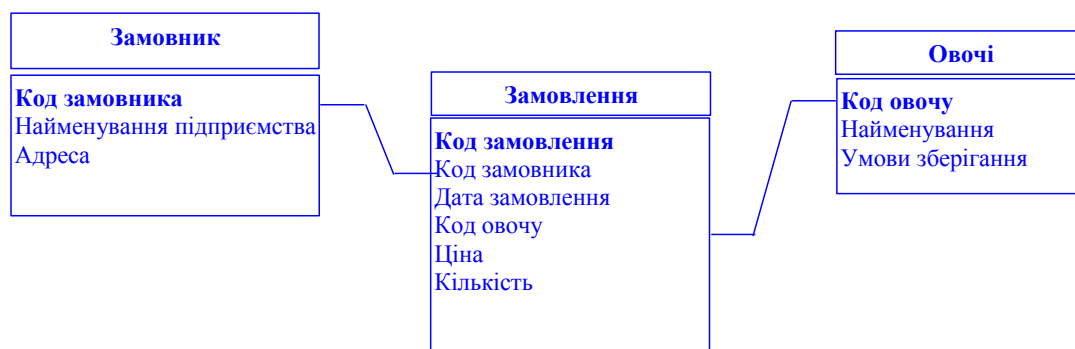 Замовник
Код замовника
Найменування підприємства
Адреса
Замовлення
Код замовлення
Код замовника
Дата замовлення
Код овочу
Ціна
Кількість
Овочі
Код овочу
Найменування
Умови зберігання